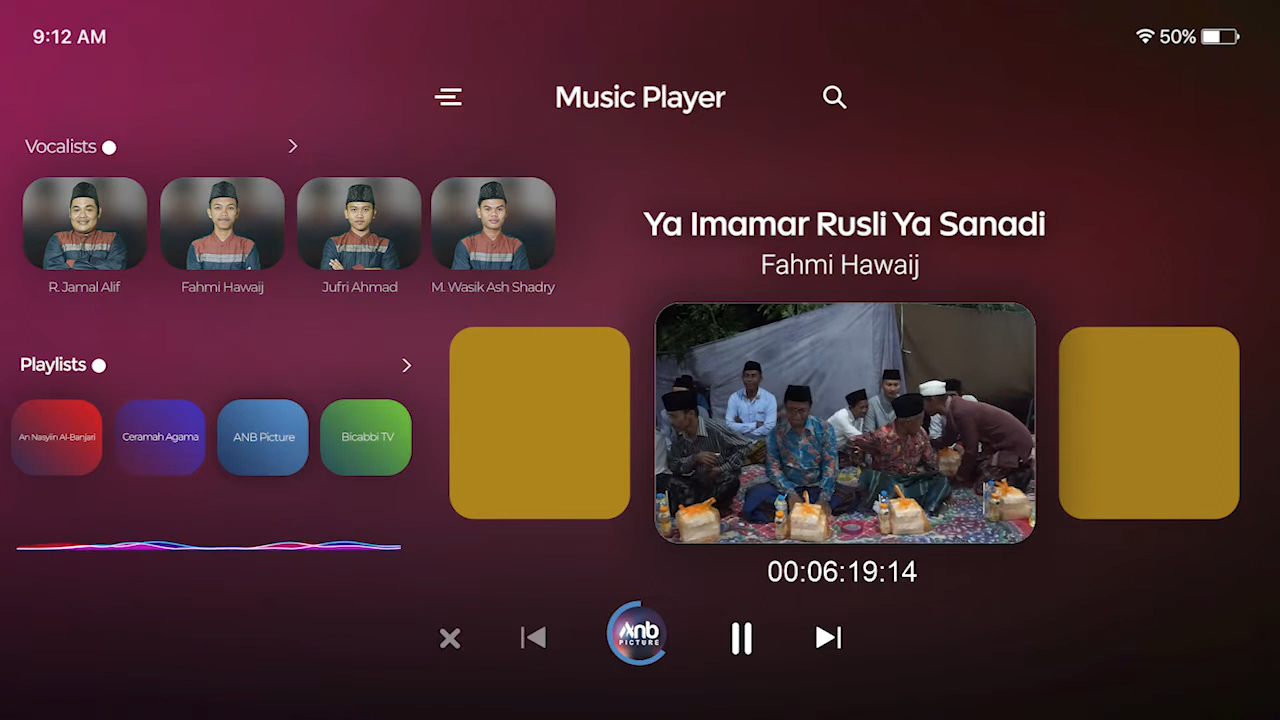 9:12 AM
50%
Music Player
Vocalists
R. Jamal Alif
Fahmi Hawaij
Jufri Ahmad
M. Wasik Ash Shadry
Ya Imamar Rusli Ya Sanadi
Fahmi Hawaij
Playlists
An Nasyiin Al-Banjari
Ceramah Agama
ANB Picture
Bicabbi TV
00:06:19:14
Anb
PICTURE